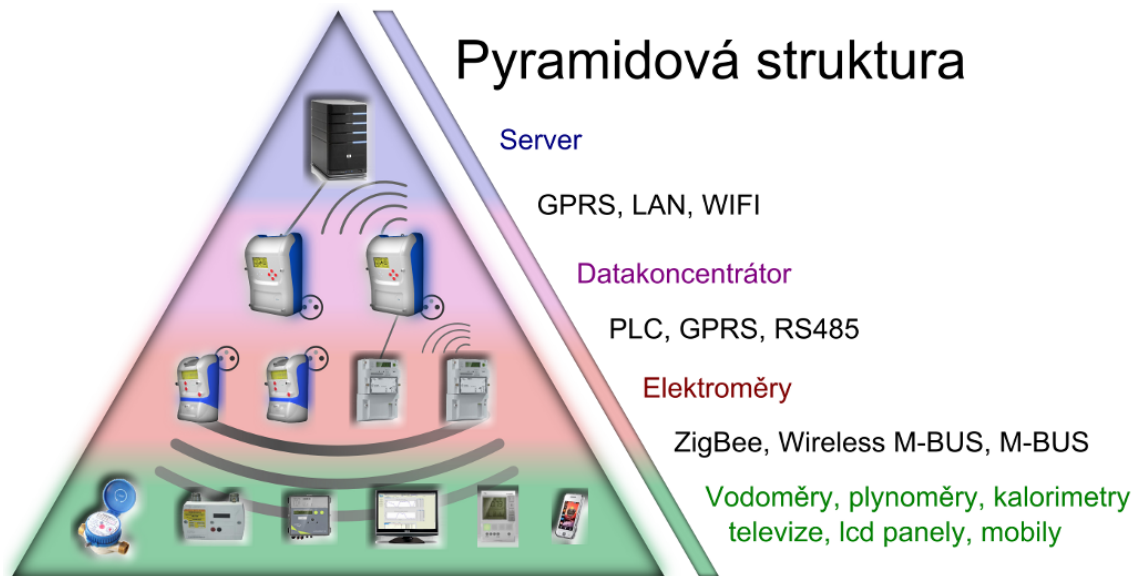 Pyramidová struktura
Server
GPRS, LAN, WIFI
Datakoncentrátor
PLC, GPRS, RS485
Elektroměry
ZigBee, Wireless M-BUS, M-BUS
Vodoměry, plynoměry, kalorimetry
televize, lcd panely, mobily